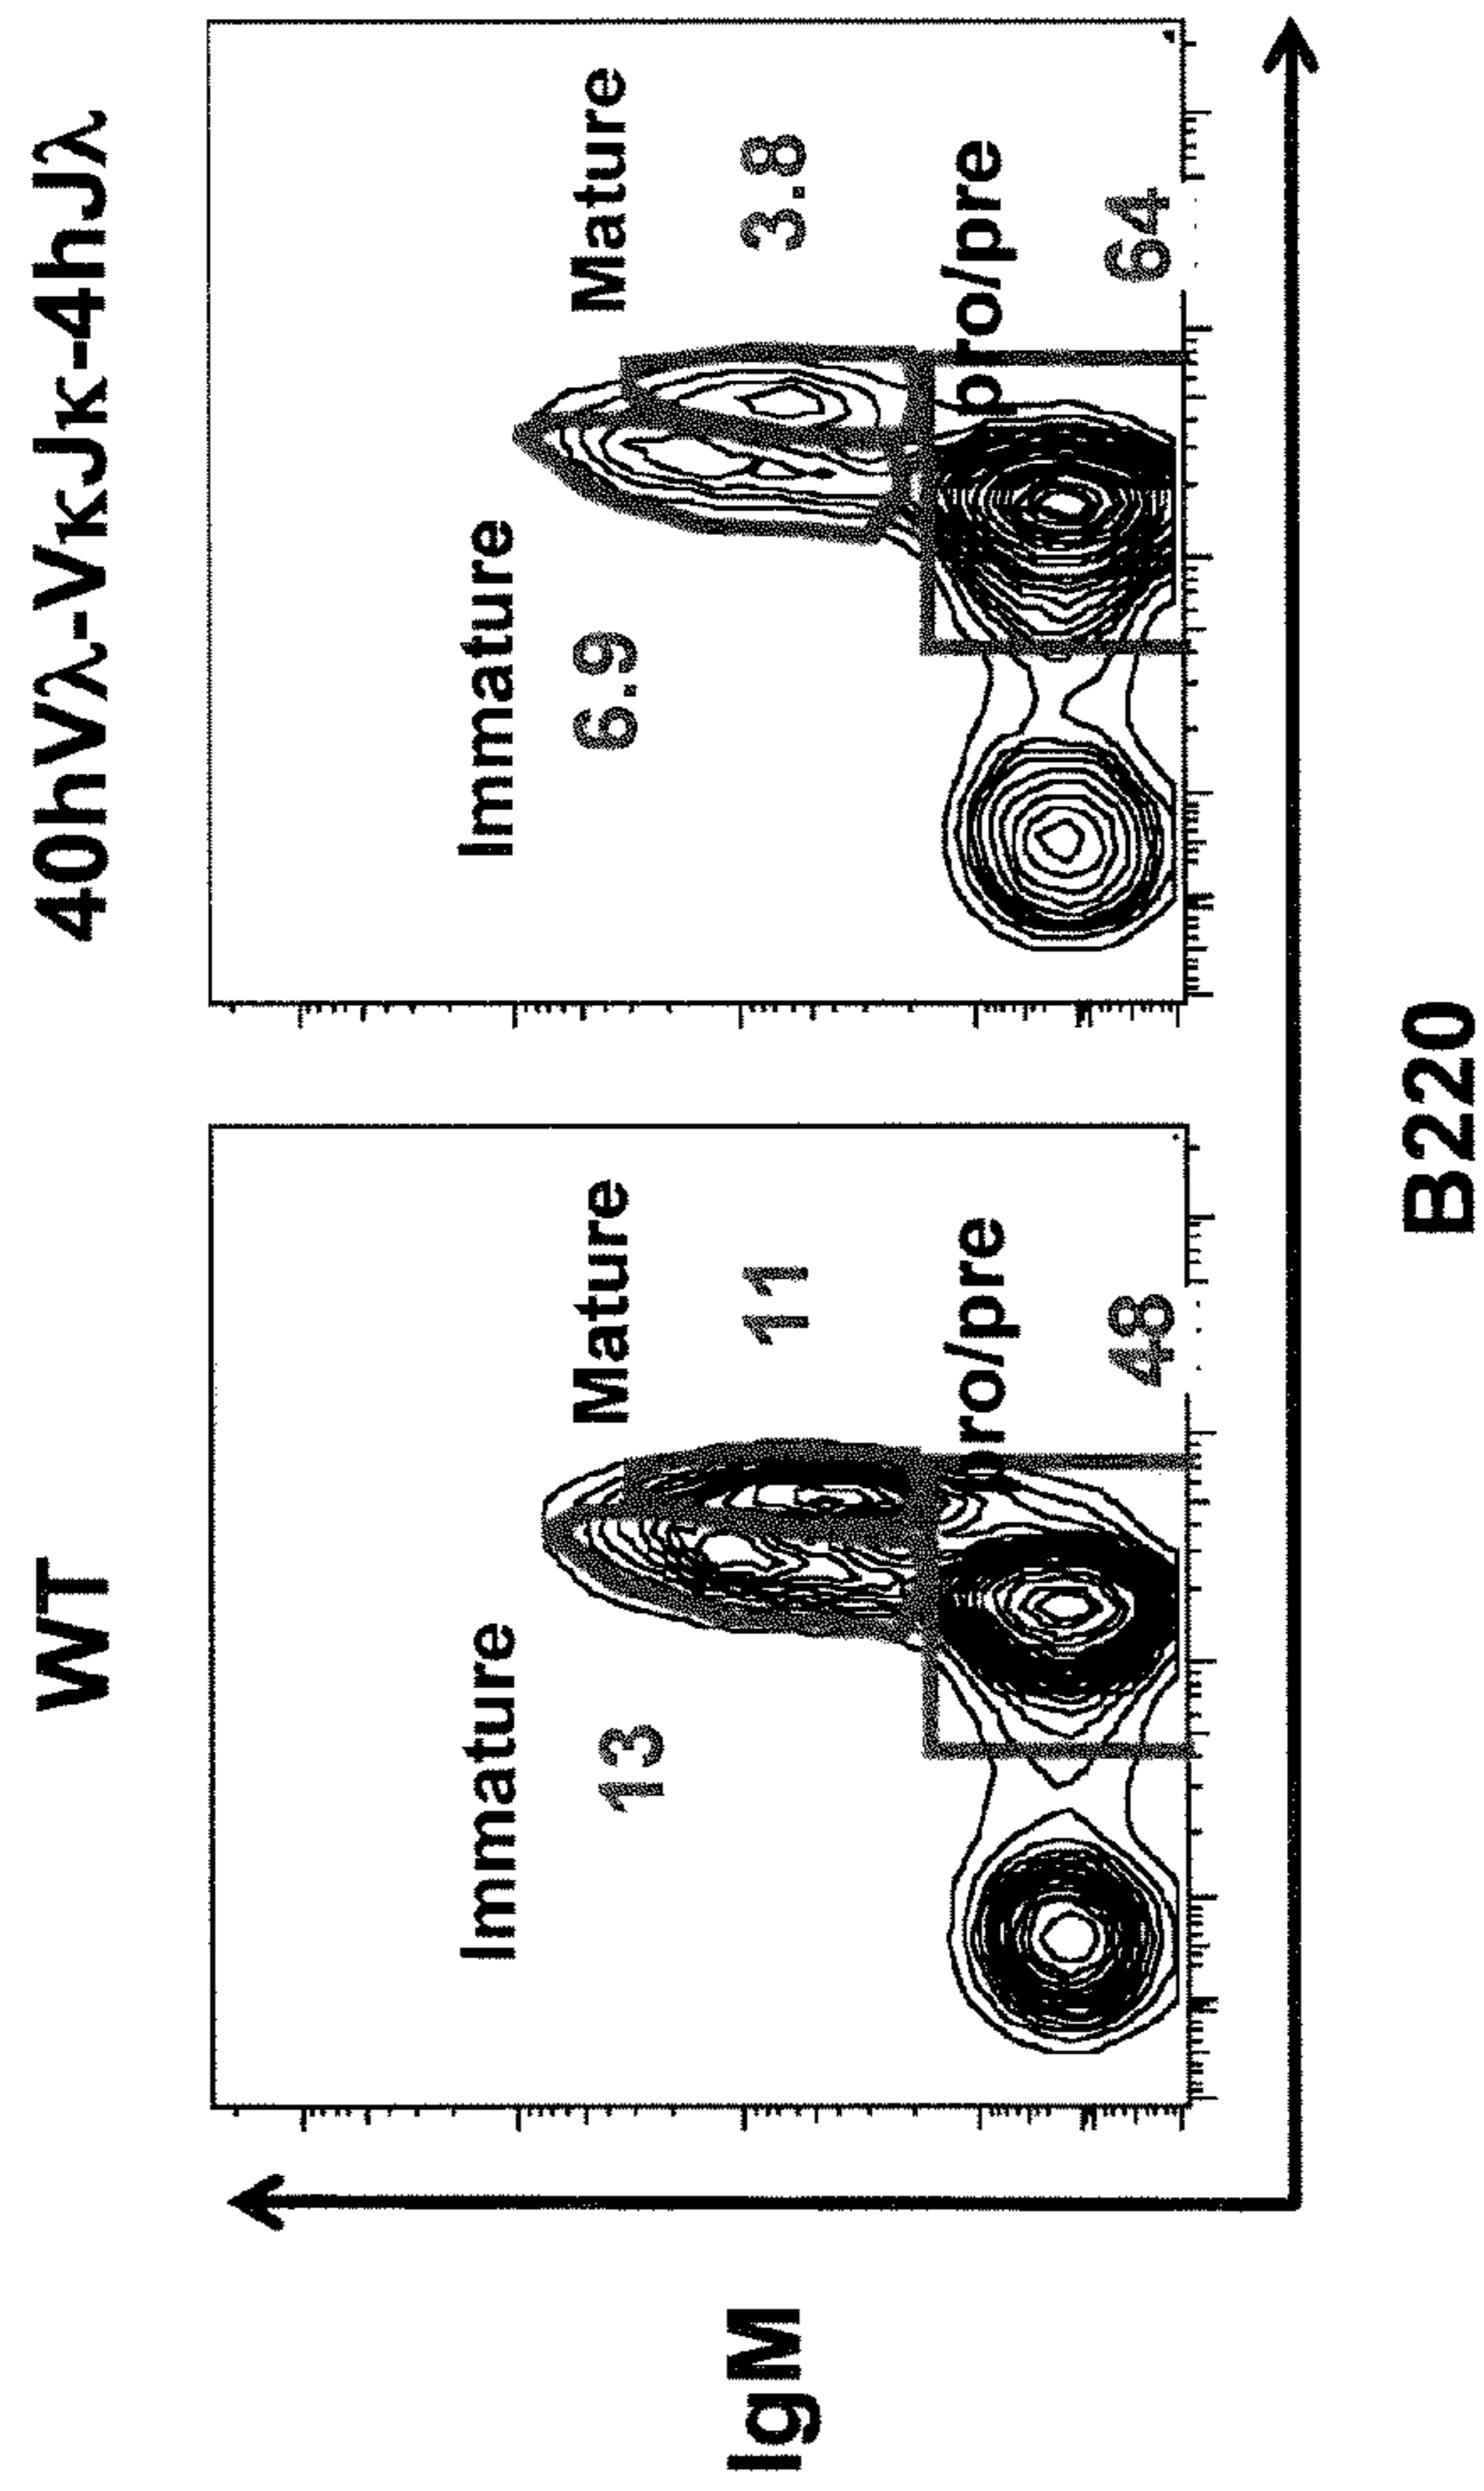 WT
40hVλ-VκJκ-4hJλ
IgM
Immature
13
Mature
11
pro/pre
48
Immature
6.9
Mature
3.8
pro/pre
64
B220